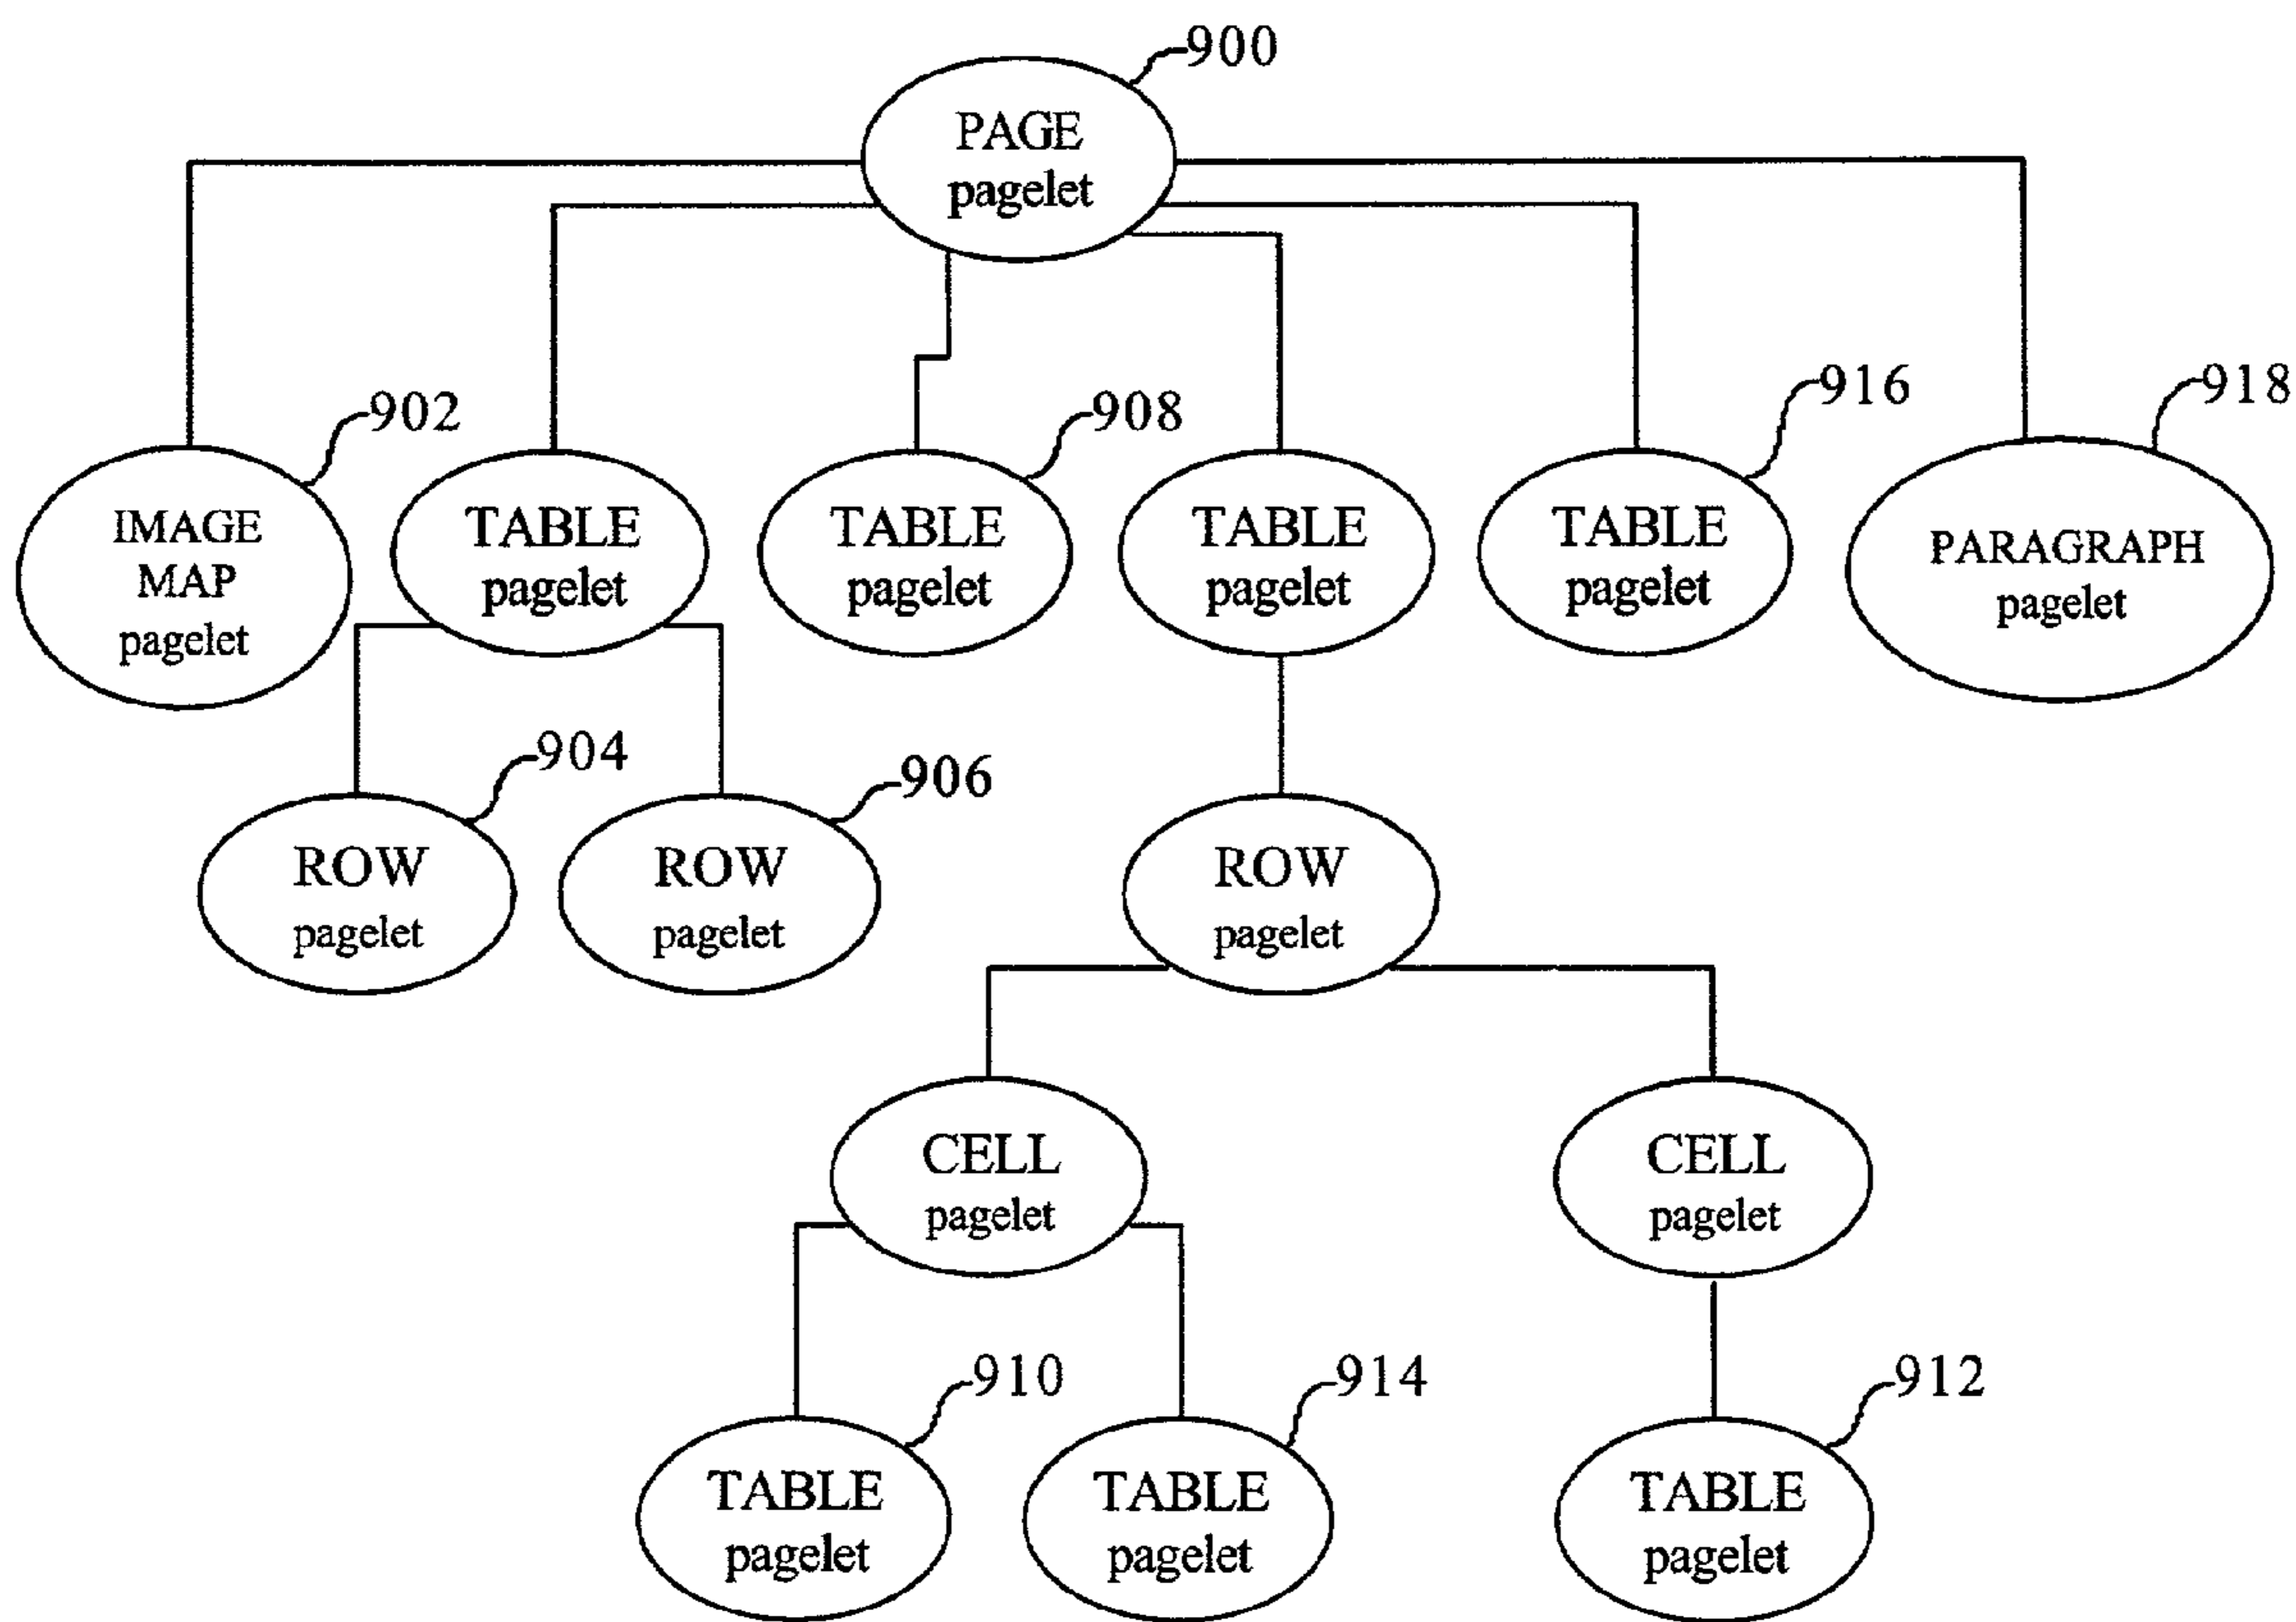 900
PAGE
pagelet
902
908
916
918
IMAGE
MAP
pagelet
TABLE
pagelet
TABLE
pagelet
TABLE
pagelet
TABLE
pagelet
PARAGRAPH
pagelet
904
906
ROW
pagelet
ROW
pagelet
ROW
pagelet
CELL
pagelet
CELL
pagelet
910
914
912
TABLE
pagelet
TABLE
pagelet
TABLE
pagelet